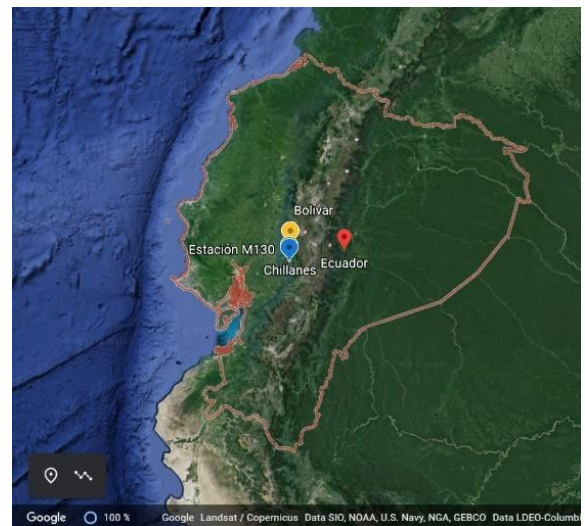 Bolívar
Estación M130
Chillanes
Ecuador
Google 100 % Google Landsat / Copernicus Data SIO, NOAA, U.S. Navy, NGA, GEBCO Data LDEO-Columbi